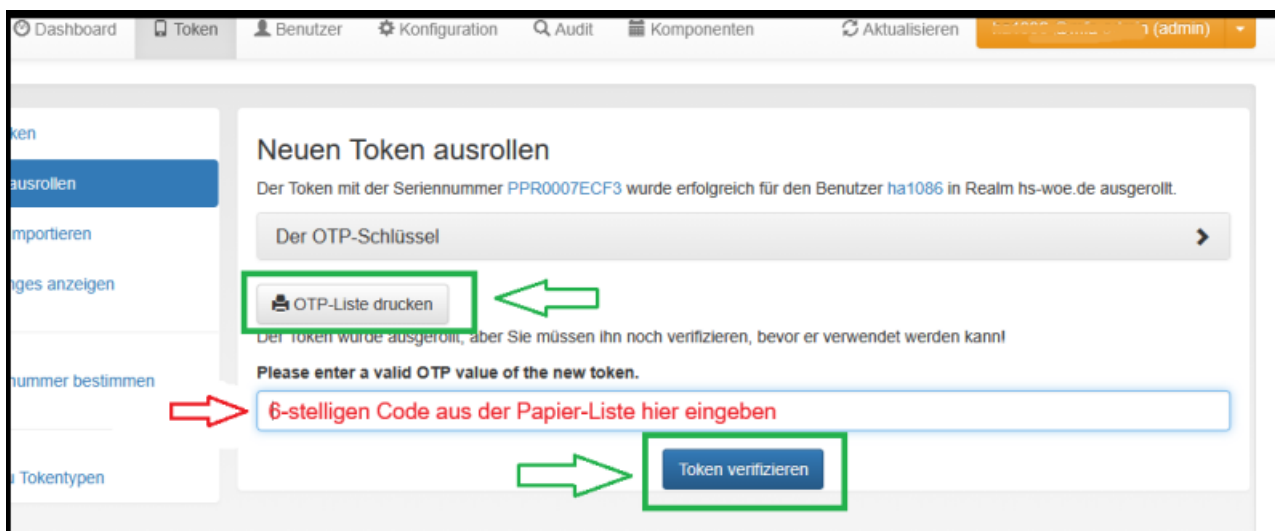 Dashboard Token Benutzer Konfiguration Audit Komponenten Aktualisieren (admin)
ken
ausrollen
mportieren
nges anzeigen
nummer bestimmen
Tokentypen
Neuen Token ausrollen
Der Token mit der Seriennummer PPR0007ECF3 wurde erfolgreich für den Benutzer ha1086 in Realm hs-woe.de ausgerollt.
Der OTP-Schlüssel
OTP-Liste drucken
Der Token wurde ausgerollt, aber Sie müssen ihn noch verifizieren, bevor er verwendet werden kann!
Please enter a valid OTP value of the new token.
6-stelligen Code aus der Papier-Liste hier eingeben
Token verifizieren